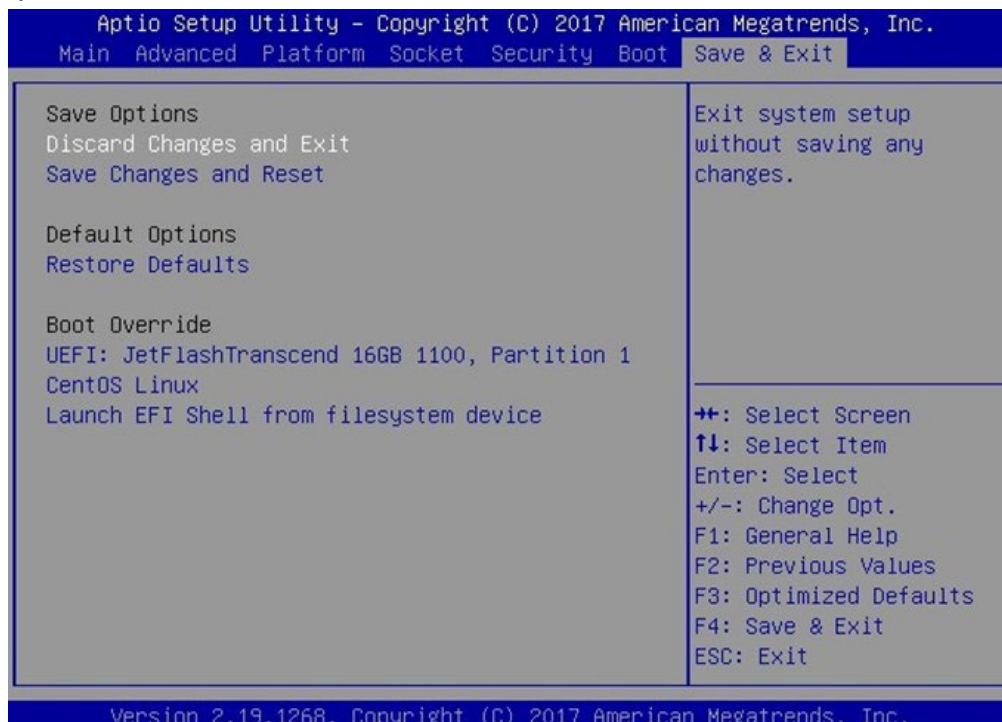 Aptio Setup Utility – Copyright (C) 2017 American Megatrends, Inc.
Main Advanced Platform Socket Security Boot Save & Exit
Save Options
Discard Changes and Exit
Save Changes and Reset
Default Options
Restore Defaults
Boot Override
UEFI: JetFlashTranscend 16GB 1100, Partition 1
CentOS Linux
Launch EFI Shell from filesystem device
Exit system setup
without saving any
changes.
→←: Select Screen
↑↓: Select Item
Enter: Select
+/-: Change Opt.
F1: General Help
F2: Previous Values
F3: Optimized Defaults
F4: Save & Exit
ESC: Exit
Version 2.19.1268. Copyright (C) 2017 American Megatrends, Inc.